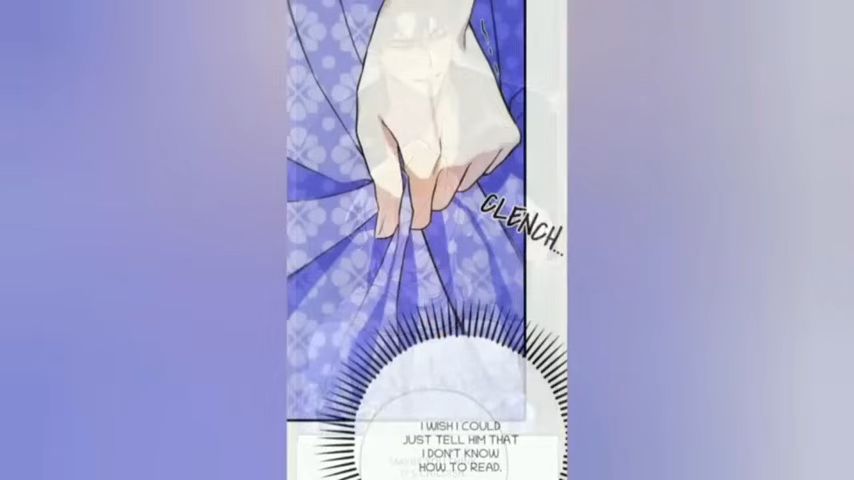 CLENCH...
I WISH I COULD
JUST TELL HIM THAT
I DON'T KNOW
HOW TO READ.